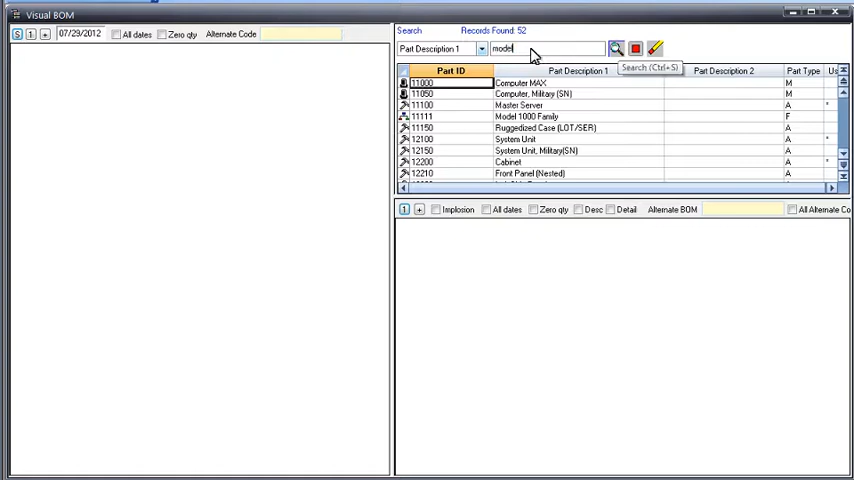 Visual BOM
S 1 + 07/29/2012 All dates Zero qty Alternate Code
Search Records Found: 52
Part Description 1 model
Search (Ctrl+S)
Part ID Part Description 1 Part Description 2 Part Type Us
11000 Computer MAX M
11050 Computer, Military (SN) M
11100 Master Server A *
11111 Model 1000 Family F
11150 Ruggedized Case (LOT/SER) A
12100 System Unit A *
12150 System Unit, Military(SN) A
12200 Cabinet A *
12210 Front Panel (Nested) A
1 + Implosion All dates Zero qty Desc Detail Alternate BOM All Alternate Co